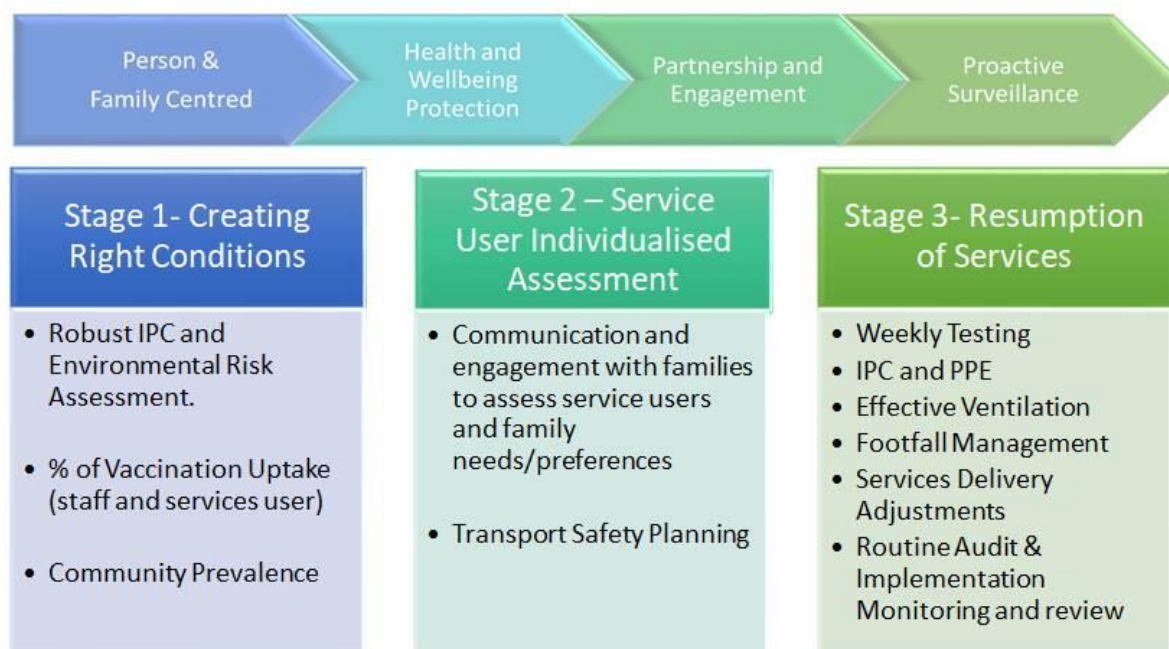 Person &
Family Centred
Health and
Wellbeing
Protection
Partnership and
Engagement
Proactive
Surveillance
Stage 1- Creating
Right Conditions
• Robust IPC and
Environmental Risk
Assessment.
• % of Vaccination Uptake
(staff and services user)
• Community Prevalence
Stage 2 – Service
User Individualised
Assessment
• Communication and
engagement with families
to assess service users
and family
needs/preferences
• Transport Safety Planning
Stage 3- Resumption
of Services
• Weekly Testing
• IPC and PPE
• Effective Ventilation
• Footfall Management
• Services Delivery
Adjustments
• Routine Audit &
Implementation
Monitoring and review